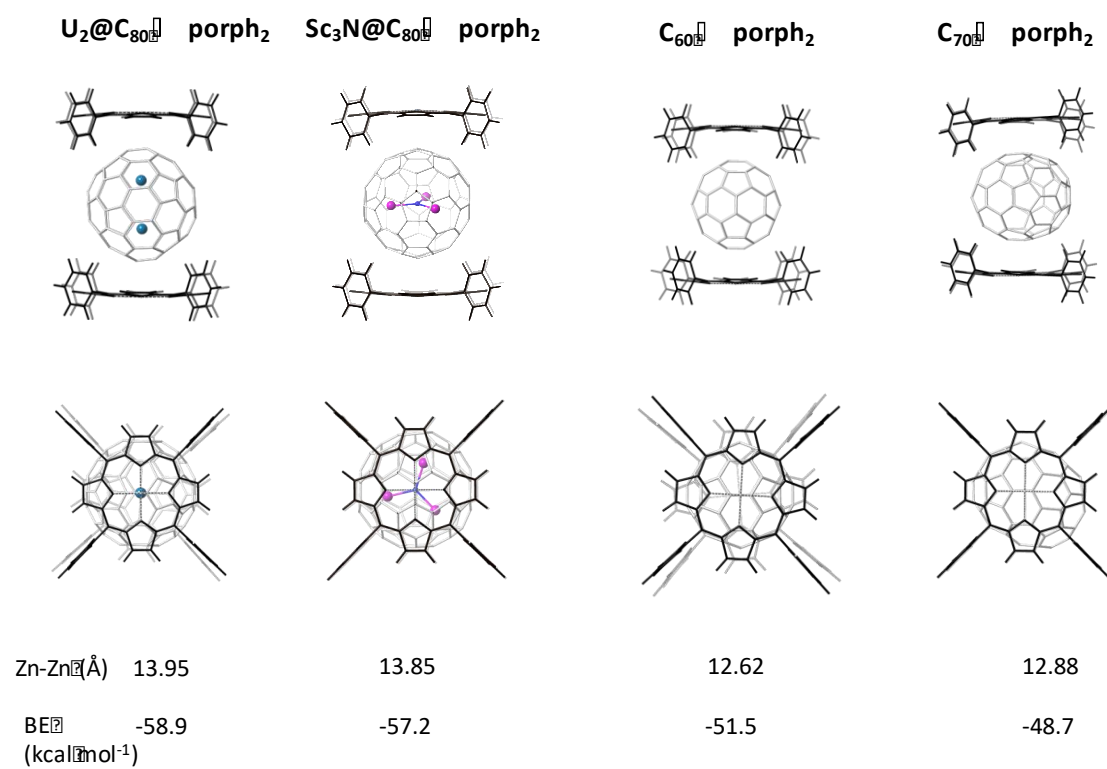 U₂@C₈₀ porph₂ Sc₃N@C₈₀ porph₂ C₆₀ porph₂ C₇₀ porph₂
Zn-Zn (Å) 13.95 13.85 12.62 12.88
BE -58.9 -57.2 -51.5 -48.7
(kcal mol⁻¹)